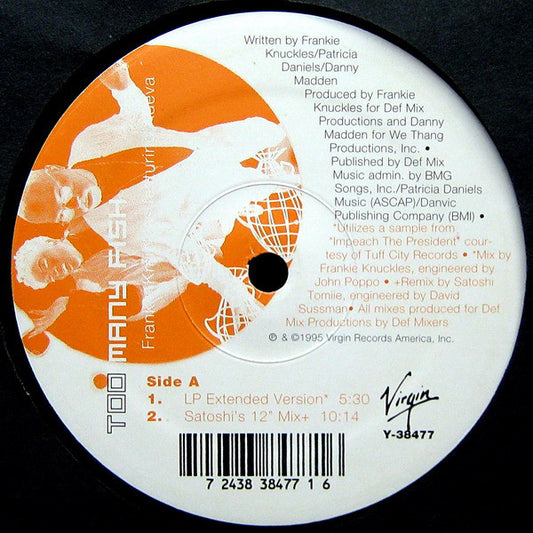 Written by Frankie
Knuckles/Patricia
Daniels/Danny
Madden
Produced by Frankie
Knuckles for Def Mix
Productions and Danny
Madden for We Thang
Productions, Inc. •
Published by Def Mix
Music admin. by BMG
Songs, Inc./Patricia Daniels
Music (ASCAP)/Danvic
Publishing Company (BMI) •
*Utilizes a sample from
"Impeach The President" cour-
tesy of Tuff City Records • *Mix by
Frankie Knuckles, engineered by
John Poppo • +Remix by Satoshi
Tomiie, engineered by David
Sussman • All mixes produced for Def
Mix Productions by Def Mixers
℗ & ©1995 Virgin Records America, Inc.
TOO MANY FISH
Frankie
Side A
1. LP Extended Version* 5:30
2. Satoshi's 12" Mix+ 10:14
Virgin
Y-38477
7 2438 38477 1 6